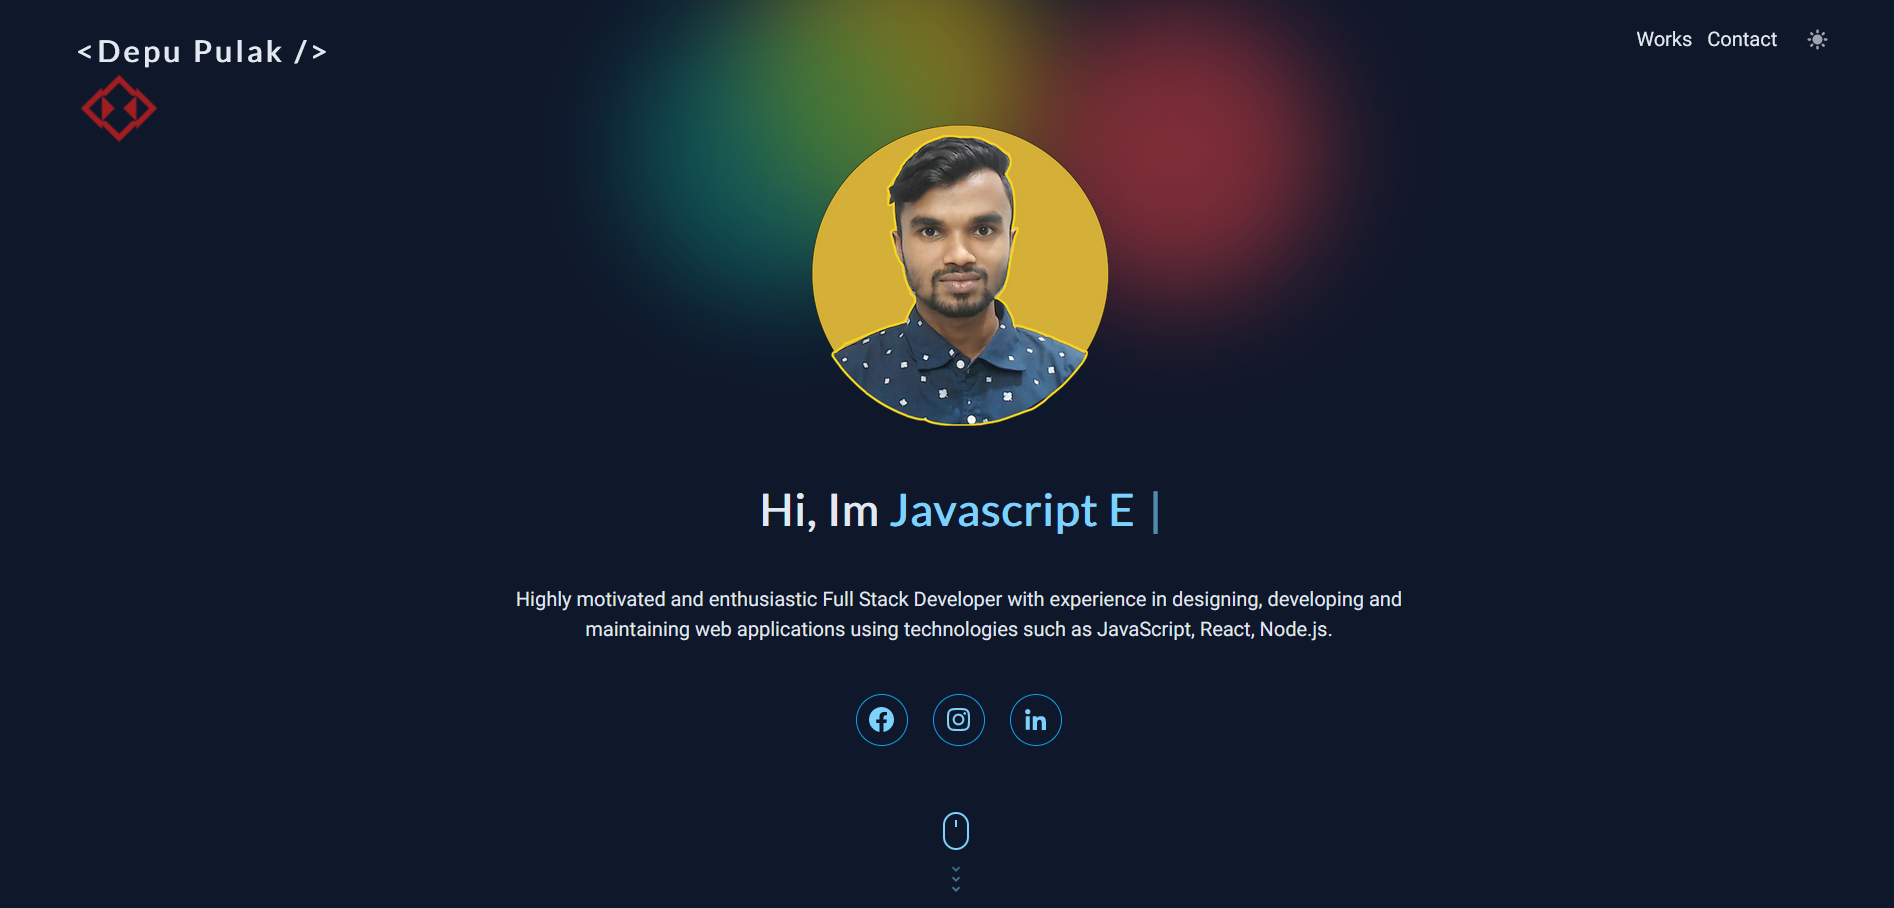 <Depu Pulak />
Works Contact
Hi, Im Javascript E |
Highly motivated and enthusiastic Full Stack Developer with experience in designing, developing and
maintaining web applications using technologies such as JavaScript, React, Node.js.